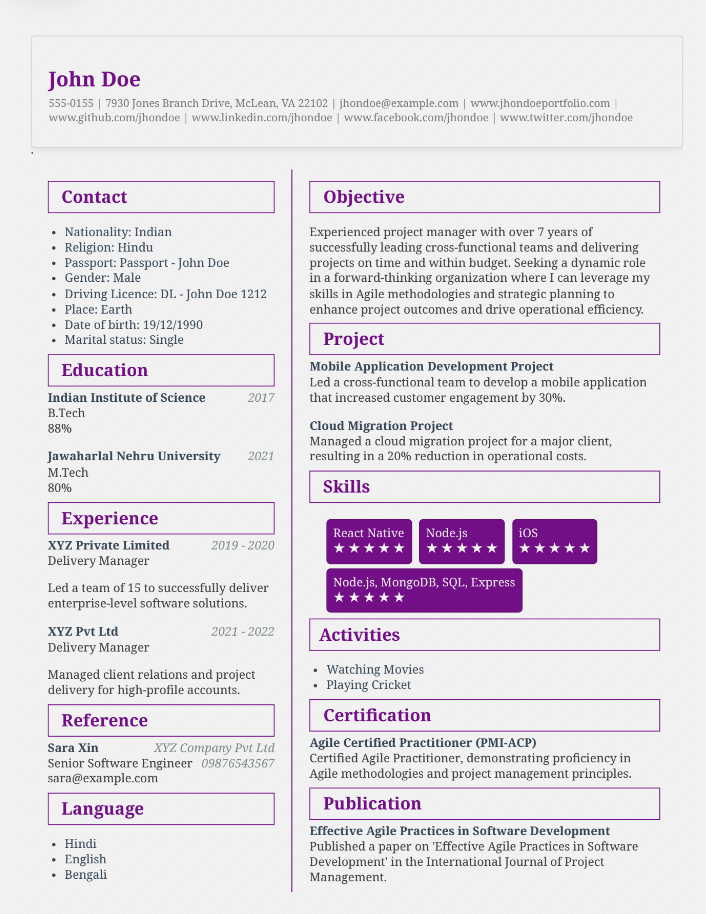 John Doe
555-0155 | 7930 Jones Branch Drive, McLean, VA 22102 | jhondoe@example.com | www.jhondoeportfolio.com |
www.github.com/jhondoe | www.linkedin.com/jhondoe | www.facebook.com/jhondoe | www.twitter.com/jhondoe
.
Contact
• Nationality: Indian
• Religion: Hindu
• Passport: Passport - John Doe
• Gender: Male
• Driving Licence: DL - John Doe 1212
• Place: Earth
• Date of birth: 19/12/1990
• Marital status: Single
Education
Indian Institute of Science 2017
B.Tech
88%
Jawaharlal Nehru University 2021
M.Tech
80%
Experience
XYZ Private Limited 2019 - 2020
Delivery Manager
Led a team of 15 to successfully deliver
enterprise-level software solutions.
XYZ Pvt Ltd 2021 - 2022
Delivery Manager
Managed client relations and project
delivery for high-profile accounts.
Reference
Sara Xin XYZ Company Pvt Ltd
Senior Software Engineer 09876543567
sara@example.com
Language
• Hindi
• English
• Bengali
Objective
Experienced project manager with over 7 years of
successfully leading cross-functional teams and delivering
projects on time and within budget. Seeking a dynamic role
in a forward-thinking organization where I can leverage my
skills in Agile methodologies and strategic planning to
enhance project outcomes and drive operational efficiency.
Project
Mobile Application Development Project
Led a cross-functional team to develop a mobile application
that increased customer engagement by 30%.
Cloud Migration Project
Managed a cloud migration project for a major client,
resulting in a 20% reduction in operational costs.
Skills
React Native
★★★★★
Node.js
★★★★★
iOS
★★★★★
Node.js, MongoDB, SQL, Express
★★★★★
Activities
• Watching Movies
• Playing Cricket
Certification
Agile Certified Practitioner (PMI-ACP)
Certified Agile Practitioner, demonstrating proficiency in
Agile methodologies and project management principles.
Publication
Effective Agile Practices in Software Development
Published a paper on 'Effective Agile Practices in Software
Development' in the International Journal of Project
Management.